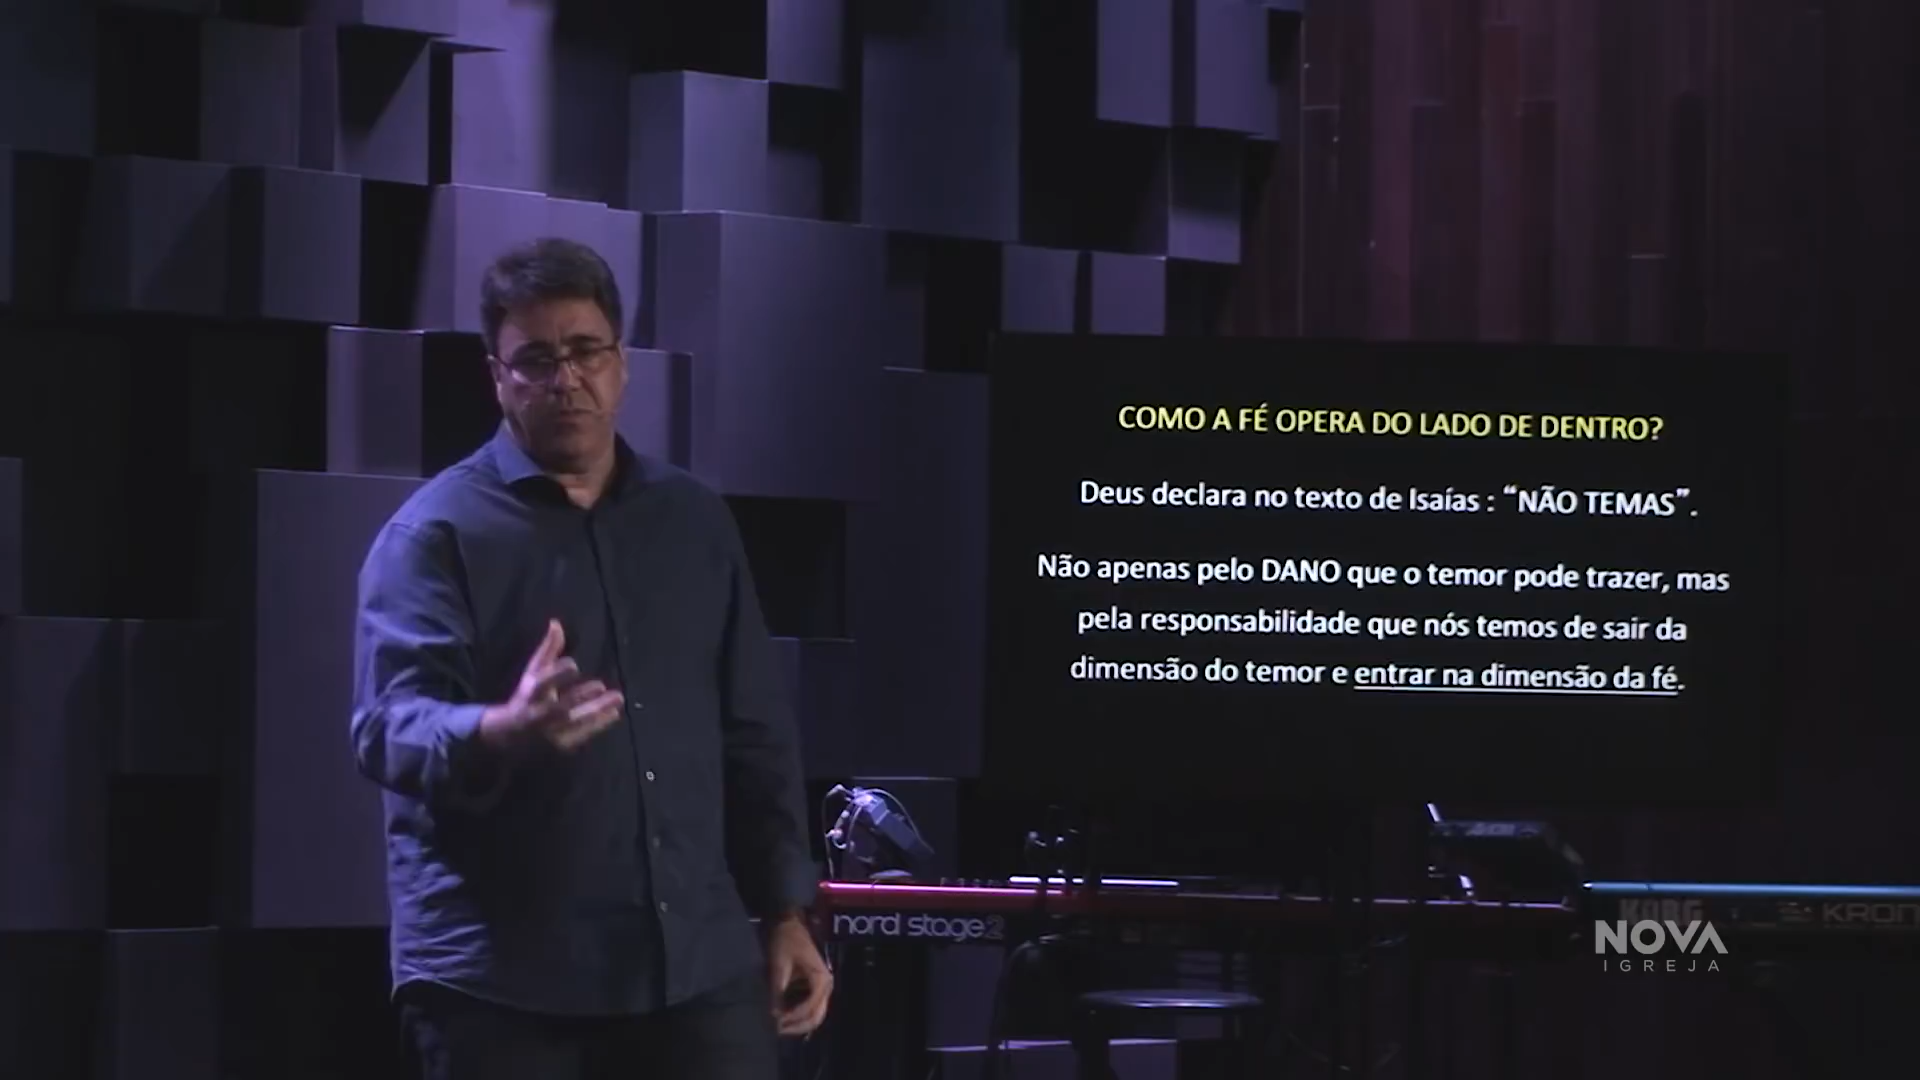 COMO A FÉ OPERA DO LADO DE DENTRO?
Deus declara no texto de Isaías : “NÃO TEMAS”.
Não apenas pelo DANO que o temor pode trazer, mas
pela responsabilidade que nós temos de sair da
dimensão do temor e entrar na dimensão da fé.
nord stage2
KORG
KRON
NOVA
IGREJA